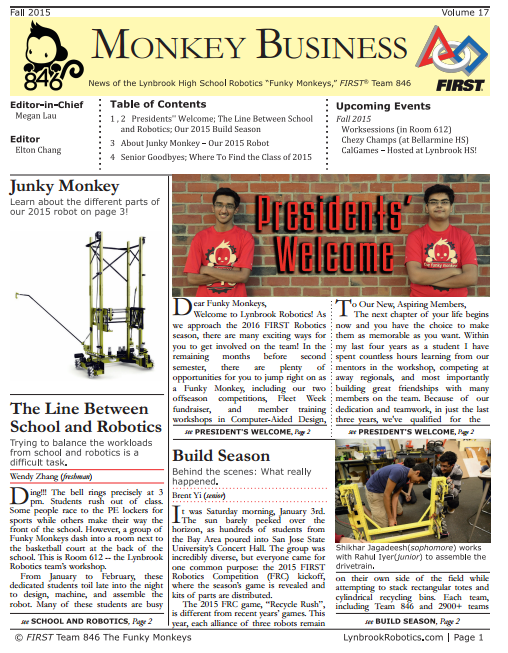 Fall 2015
Volume 17
846
MONKEY BUSINESS
FIRST®
News of the Lynbrook High School Robotics "Funky Monkeys," FIRST® Team 846
Editor-in-Chief
Megan Lau
Editor
Elton Chang
Table of Contents
1 , 2 Presidents" Welcome; The Line Between School
and Robotics; Our 2015 Build Season
3 About Junky Monkey – Our 2015 Robot
4 Senior Goodbyes; Where To Find the Class of 2015
Upcoming Events
Fall 2015
Worksessions (in Room 612)
Chezy Champs (at Bellarmine HS)
CalGames – Hosted at Lynbrook HS!
Junky Monkey
Learn about the different parts of
our 2015 robot on page 3!
The Line Between
School and Robotics
Trying to balance the workloads
from school and robotics is a
difficult task.
Wendy Zhang (freshman)
Ding!!! The bell rings precisely at 3
pm. Students rush out of class.
Some people race to the PE lockers for
sports while others make their way the
front of the school. However, a group of
Funky Monkeys dash into a room next to
the basketball court at the back of the
school. This is Room 612 – the Lynbrook
Robotics team's workshop.
From January to February, these
dedicated students toil late into the night
to design, machine, and assemble the
robot. Many of these students are busy
see SCHOOL AND ROBOTICS, Page 2
Presidents'
Welcome
Dear Funky Monkeys,
Welcome to Lynbrook Robotics! As
we approach the 2016 FIRST Robotics
season, there are many exciting ways for
you to get involved on the team! In the
remaining months before second
semester, there are plenty of
opportunities for you to jump right on as
a Funky Monkey, including our two
offseason competitions, Fleet Week
fundraiser, and member training
workshops in Computer-Aided Design,
see PRESIDENT'S WELCOME, Page 2
To Our New, Aspiring Members,
The next chapter of your life begins
now and you have the choice to make
them as memorable as you want. Within
my last four years as a student I have
spent countless hours learning from our
mentors in the workshop, competing at
away regionals, and most importantly
building great friendships with many
members on the team. Because of our
dedication and teamwork, in just the last
three years, we've qualified for the
see PRESIDENT'S WELCOME, Page 2
Build Season
Behind the scenes: What really
happened.
Brent Yi (senior)
It was Saturday morning, January 3rd.
The sun barely peeked over the
horizon, as hundreds of students from
the Bay Area poured into San Jose State
University's Concert Hall. The group was
incredibly diverse, but everyone came for
one common purpose: the 2015 FIRST
Robotics Competition (FRC) kickoff,
where the season's game is revealed and
kits of parts are distributed.
The 2015 FRC game, "Recycle Rush",
is different from recent years' games. This
year, each alliance of three robots remain
Shikhar Jagadeesh(sophomore) works
with Rahul Iyer(junior) to assemble the
drivetrain.
on their own side of the field while
attempting to stack rectangular totes and
cylindrical recycling bins. Each team,
including Team 846 and 2900+ teams
see BUILD SEASON, Page 2
© FIRST Team 846 The Funky Monkeys
LynbrookRobotics.com | Page 1